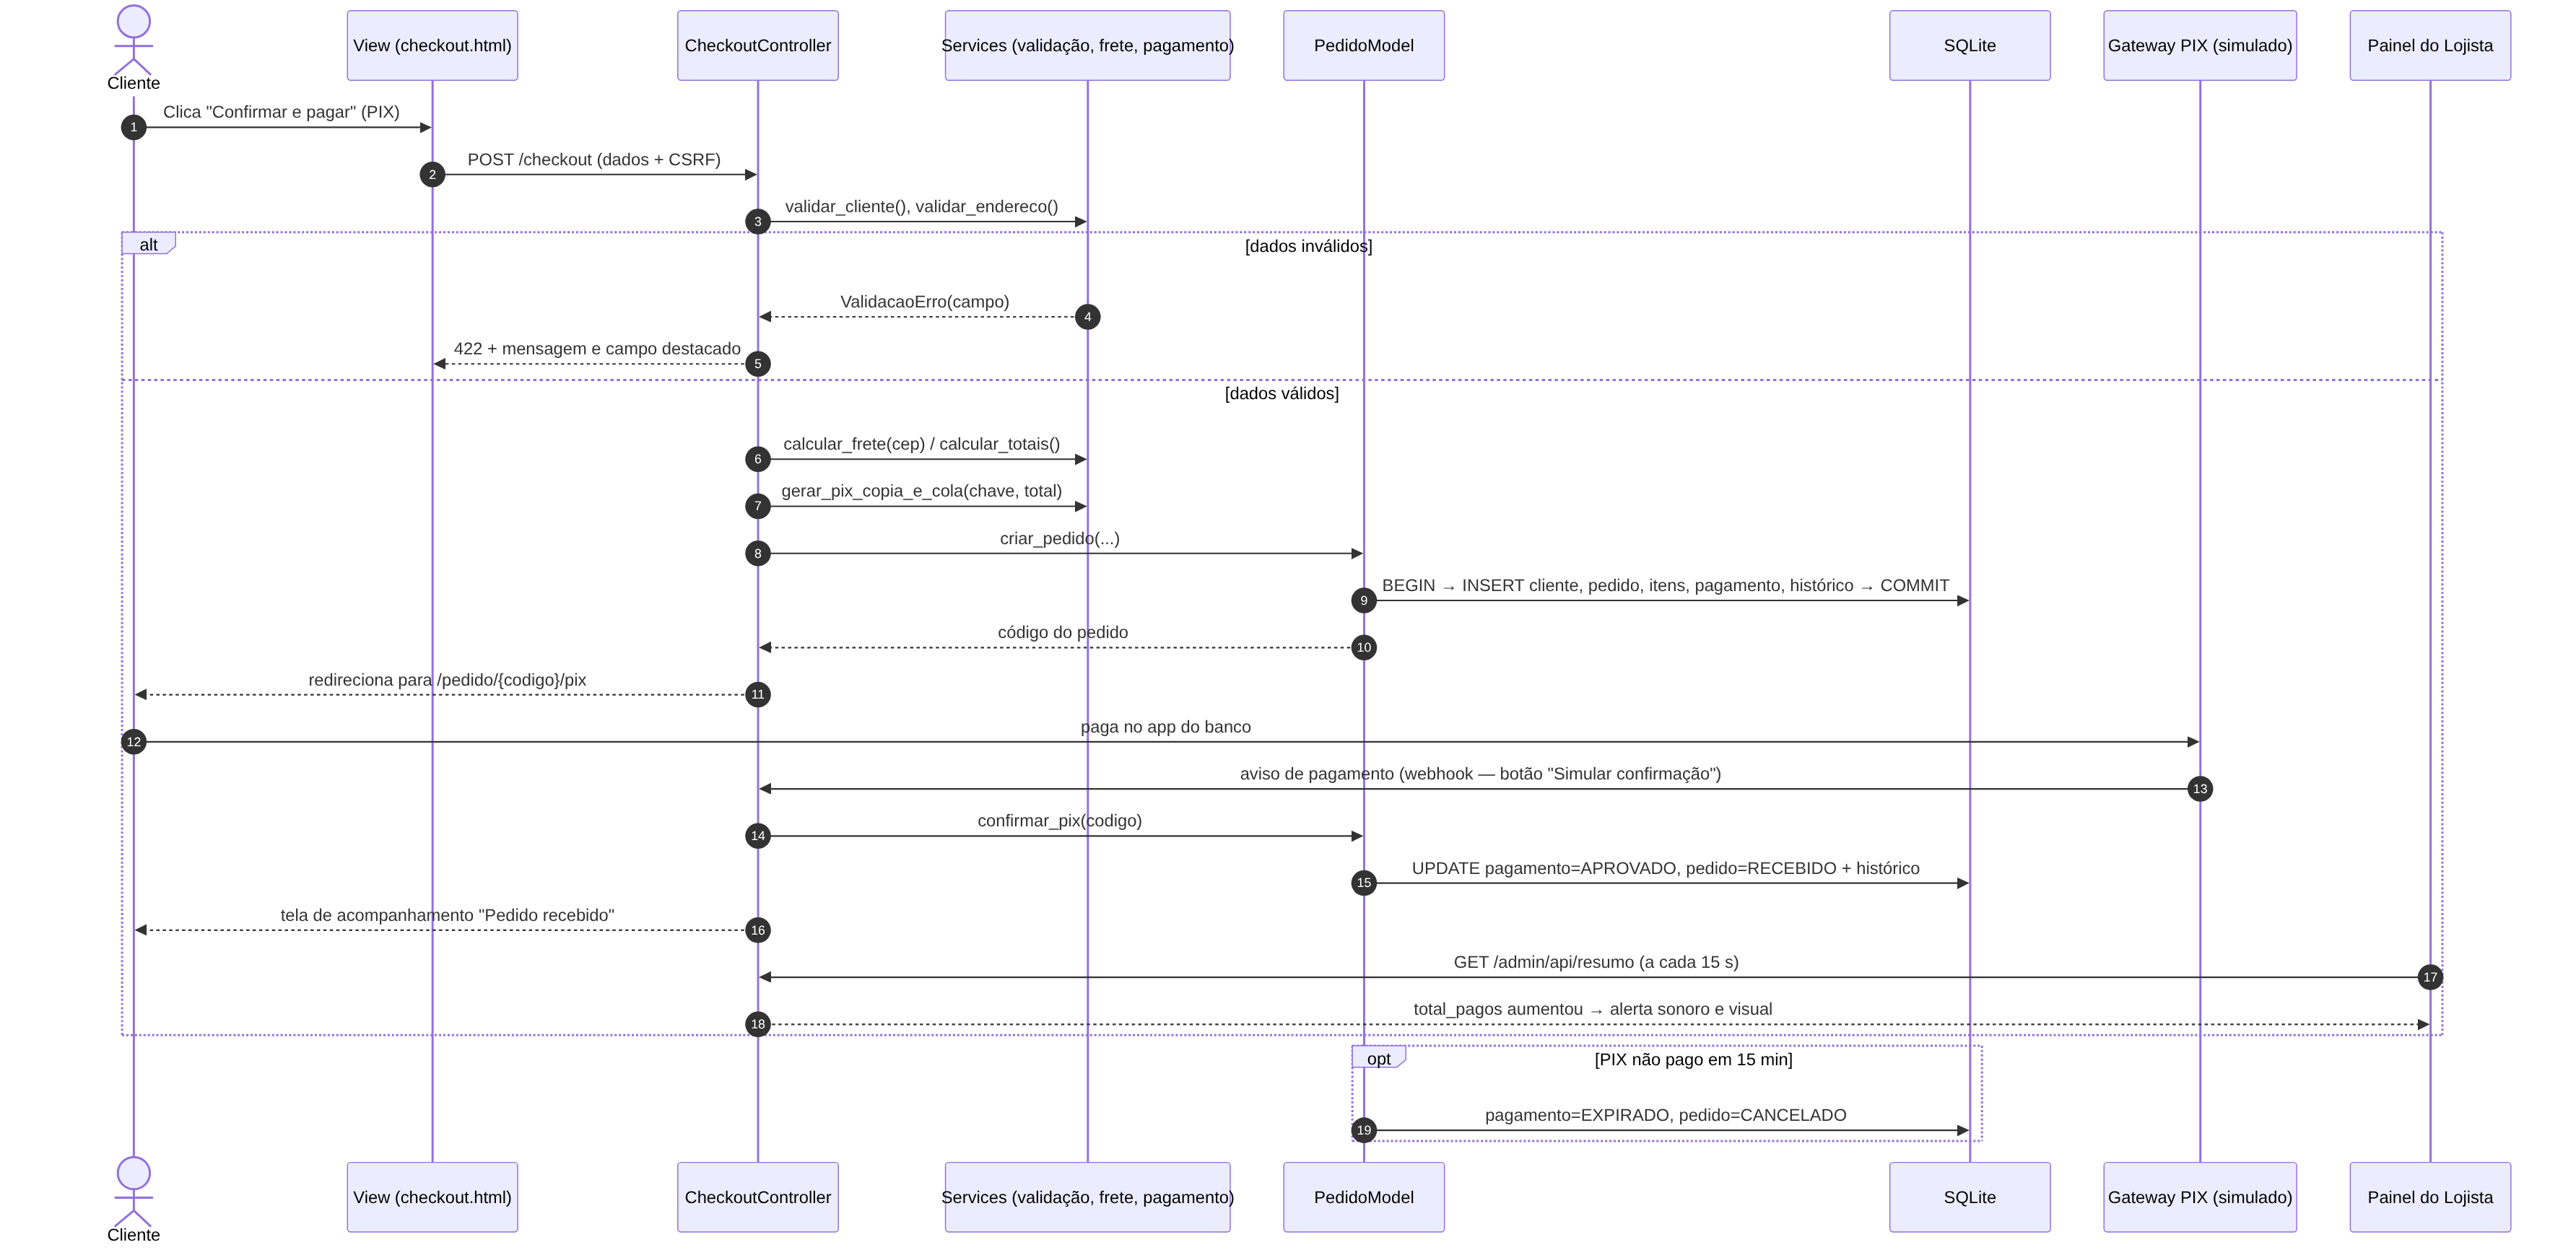 Cliente
View (checkout.html)
CheckoutController
Services (validação, frete, pagamento)
PedidoModel
SQLite
Gateway PIX (simulado)
Painel do Lojista
Clica "Confirmar e pagar" (PIX)
1
POST /checkout (dados + CSRF)
2
validar_cliente(), validar_endereco()
3
alt
[dados inválidos]
ValidacaoErro(campo)
4
422 + mensagem e campo destacado
5
[dados válidos]
calcular_frete(cep) / calcular_totais()
6
gerar_pix_copia_e_cola(chave, total)
7
criar_pedido(...)
8
BEGIN → INSERT cliente, pedido, itens, pagamento, histórico → COMMIT
9
código do pedido
10
redireciona para /pedido/{codigo}/pix
11
paga no app do banco
12
aviso de pagamento (webhook — botão "Simular confirmação")
13
confirmar_pix(codigo)
14
UPDATE pagamento=APROVADO, pedido=RECEBIDO + histórico
15
tela de acompanhamento "Pedido recebido"
16
GET /admin/api/resumo (a cada 15 s)
17
total_pagos aumentou → alerta sonoro e visual
18
opt
[PIX não pago em 15 min]
pagamento=EXPIRADO, pedido=CANCELADO
19
Cliente
View (checkout.html)
CheckoutController
Services (validação, frete, pagamento)
PedidoModel
SQLite
Gateway PIX (simulado)
Painel do Lojista